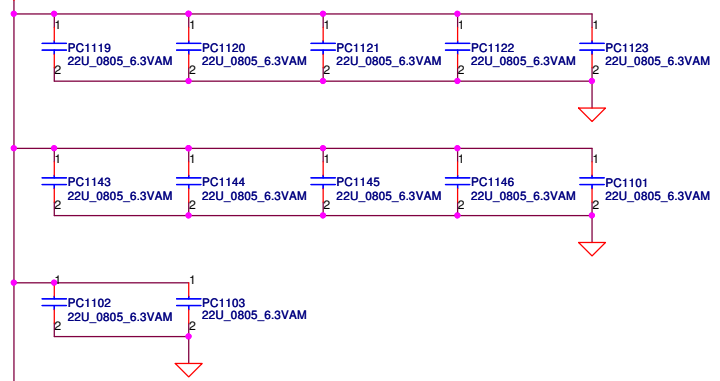 1 1 1 1 1
PC1119 PC1120 PC1121 PC1122 PC1123
22U_0805_6.3VAM 22U_0805_6.3VAM 22U_0805_6.3VAM 22U_0805_6.3VAM 22U_0805_6.3VAM
2 2 2 2 2
1 1 1 1 1
PC1143 PC1144 PC1145 PC1146 PC1101
22U_0805_6.3VAM 22U_0805_6.3VAM 22U_0805_6.3VAM 22U_0805_6.3VAM 22U_0805_6.3VAM
2 2 2 2 2
1 1
PC1102 PC1103
22U_0805_6.3VAM 22U_0805_6.3VAM
2 2